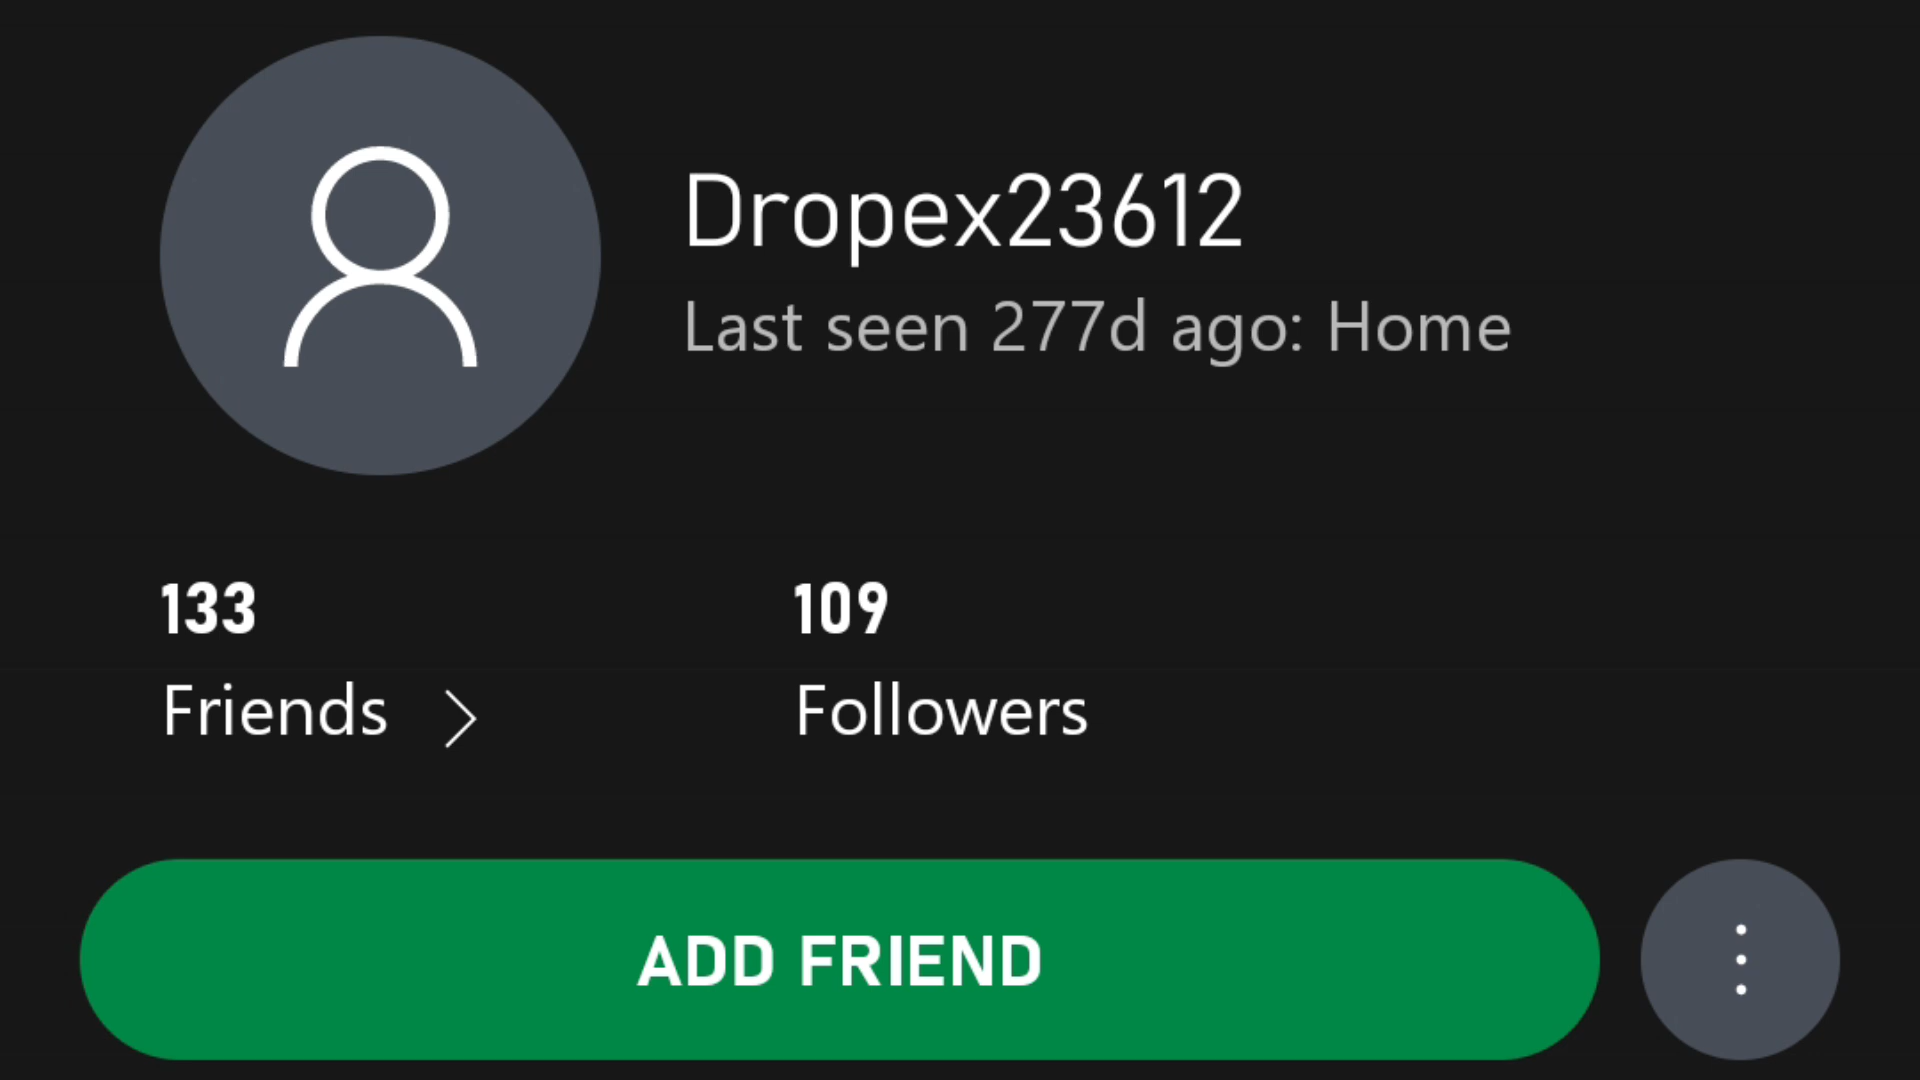 Dropex23612
Last seen 277d ago: Home
133
Friends
109
Followers
ADD FRIEND